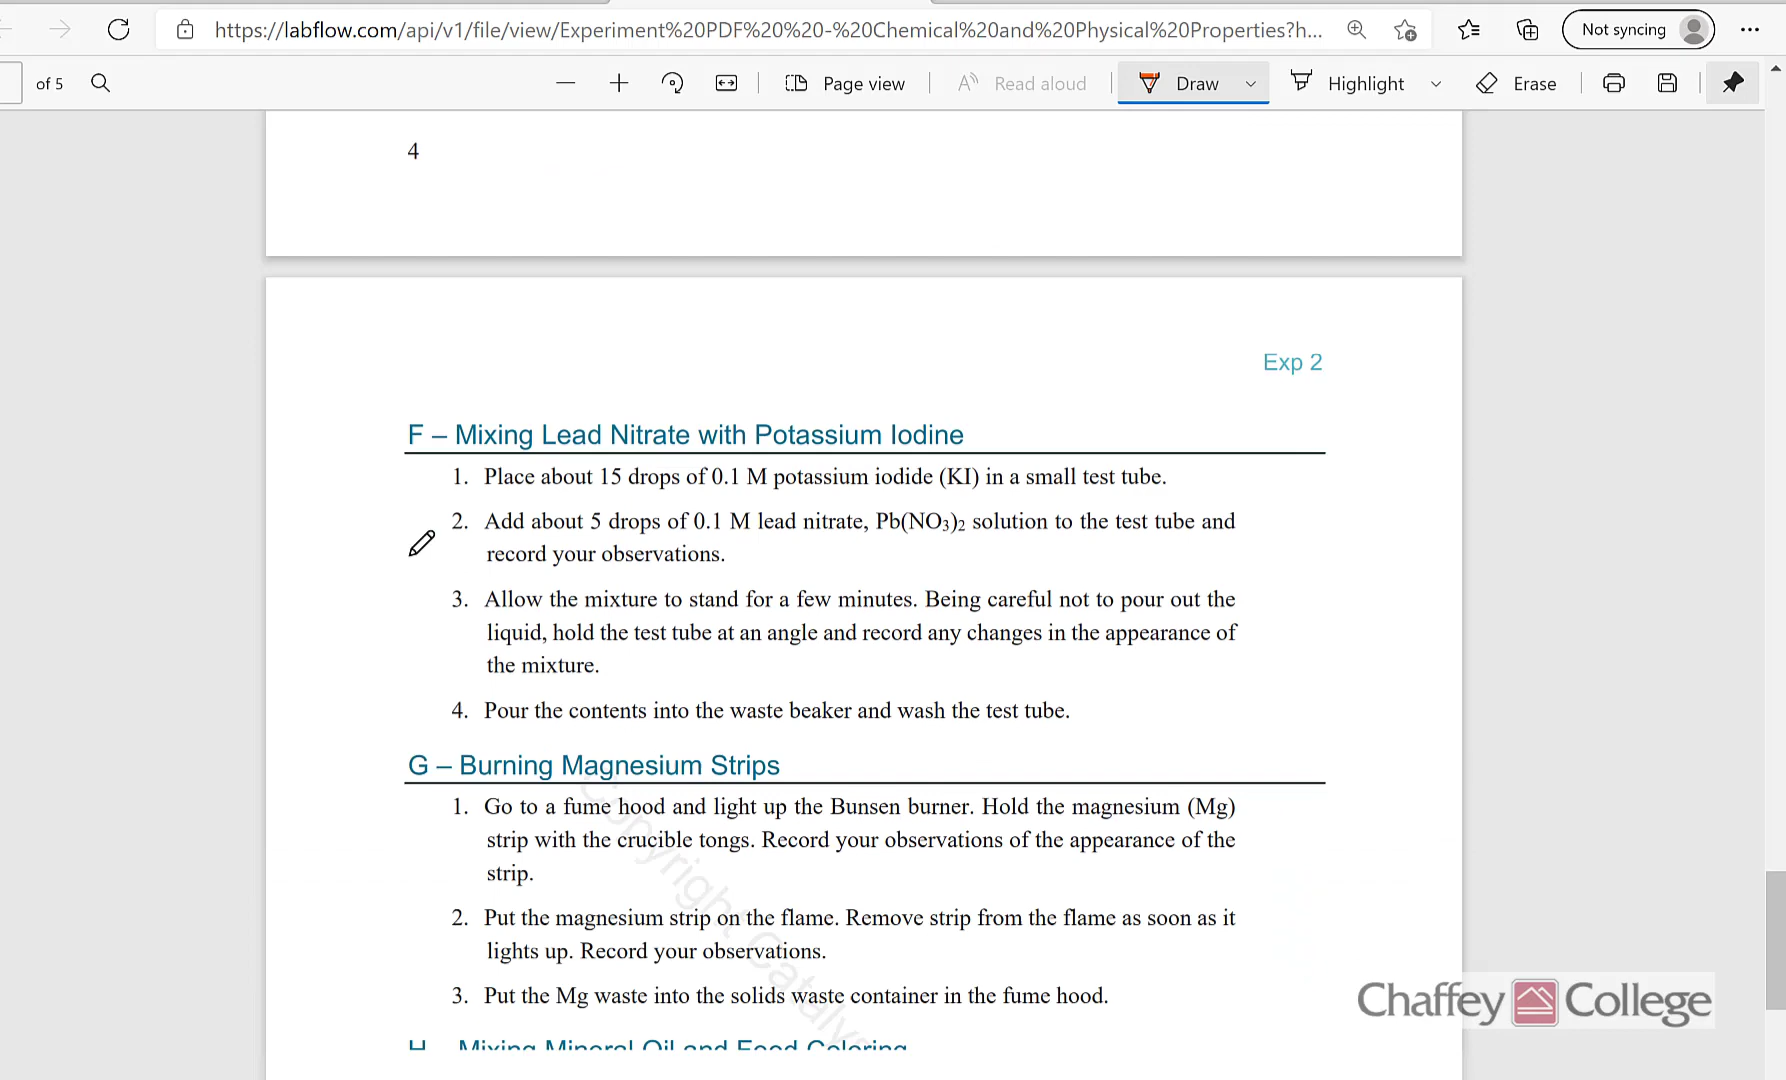 https://labflow.com/api/v1/file/view/Experiment%20PDF%20%20-%20Chemical%20and%20Physical%20Properties?h...
Not syncing
of 5
Page view
Read aloud
Draw
Highlight
Erase
4
Exp 2
F – Mixing Lead Nitrate with Potassium Iodine
1. Place about 15 drops of 0.1 M potassium iodide (KI) in a small test tube.
2. Add about 5 drops of 0.1 M lead nitrate, Pb(NO3)2 solution to the test tube and
record your observations.
3. Allow the mixture to stand for a few minutes. Being careful not to pour out the
liquid, hold the test tube at an angle and record any changes in the appearance of
the mixture.
4. Pour the contents into the waste beaker and wash the test tube.
G – Burning Magnesium Strips
1. Go to a fume hood and light up the Bunsen burner. Hold the magnesium (Mg)
strip with the crucible tongs. Record your observations of the appearance of the
strip.
2. Put the magnesium strip on the flame. Remove strip from the flame as soon as it
lights up. Record your observations.
3. Put the Mg waste into the solids waste container in the fume hood.
Copyright Cataly
H – Mixing Mineral Oil and Food Coloring
Chaffey College